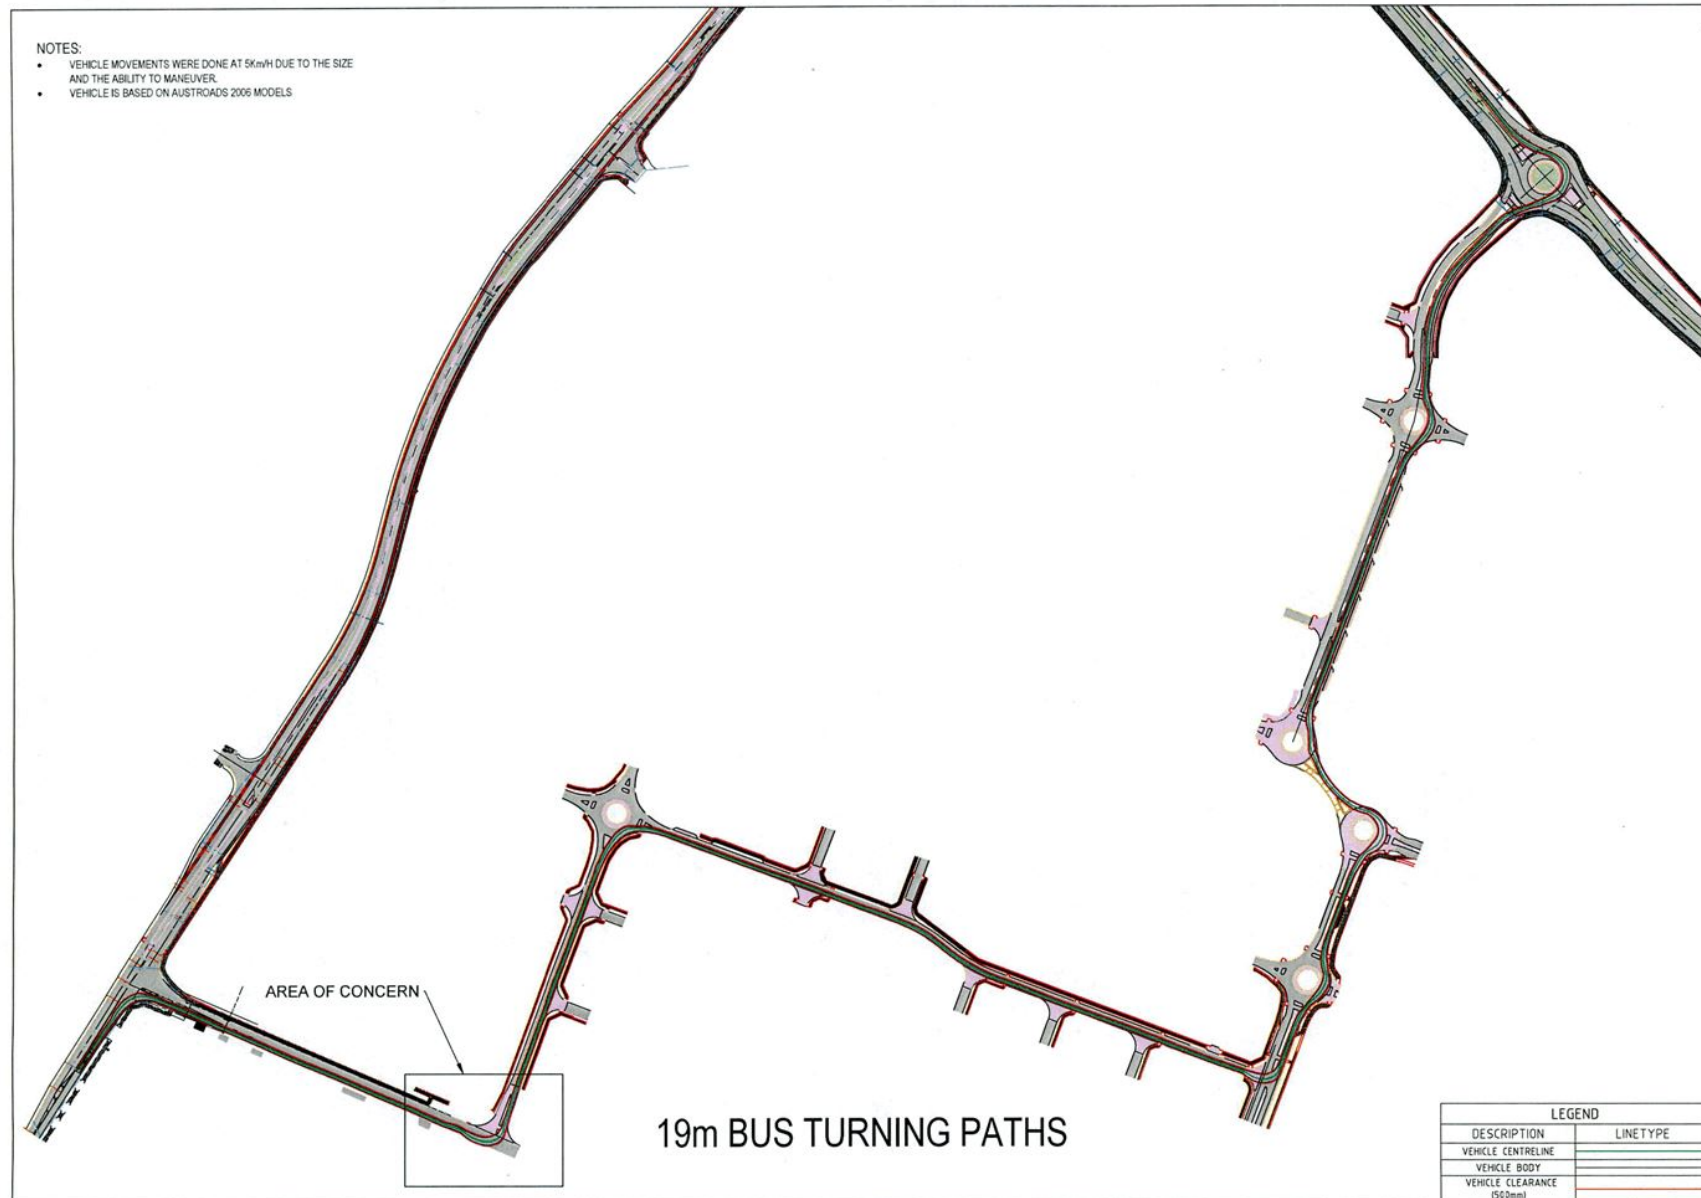 NOTES:
• VEHICLE MOVEMENTS WERE DONE AT 5Km/H DUE TO THE SIZE
AND THE ABILITY TO MANEUVER.
• VEHICLE IS BASED ON AUSTROADS 2006 MODELS
AREA OF CONCERN
19m BUS TURNING PATHS
LEGEND
DESCRIPTION LINETYPE
VEHICLE CENTRELINE
VEHICLE BODY
VEHICLE CLEARANCE
(500mm)